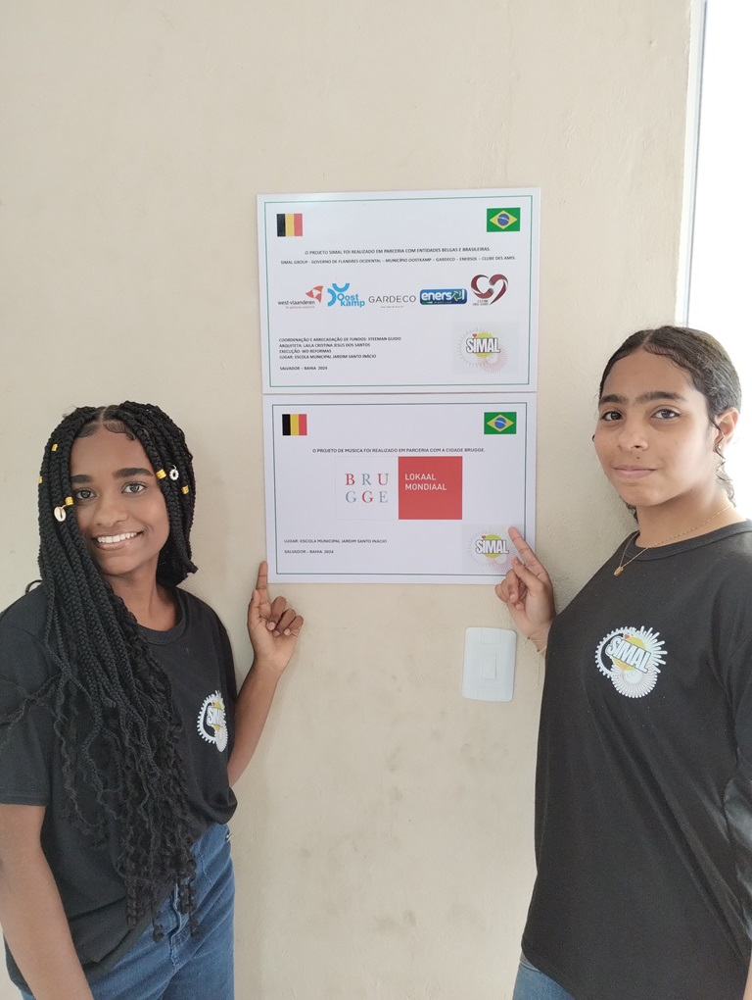 O PROJETO SIMAL FOI REALIZADO EM PARCERIA COM ENTIDADES BELGAS E BRASILEIRAS.
SIMAL GROUP - GOVERNO DE FLANDRES OCIDENTAL - MUNICÍPIO OOSTKAMP - GARDECO - ENERSOL - CLUBE DES AMIS.
west-vlaanderen
Oost
kamp
GARDECO
enersol
SIMAL
COORDENAÇÃO E ARRECADAÇÃO DE FUNDOS: STEEMAN GUIDO
ARQUITETA: LAILA CRISTINA JESUS DOS SANTOS
EXECUÇÃO: WD REFORMAS
LUGAR: ESCOLA MUNICIPAL JARDIM SANTO INÁCIO
SALVADOR – BAHIA 2024
O PROJETO DE MUSICA FOI REALIZADO EM PARCERIA COM A CIDADE BRUGGE.
BRU
GGE
LOKAAL
MONDIAAL
LUGAR: ESCOLA MUNICIPAL JARDIM SANTO INACIO
SALVADOR – BAHIA 2024
SIMAL
SIMAL
SIMAL